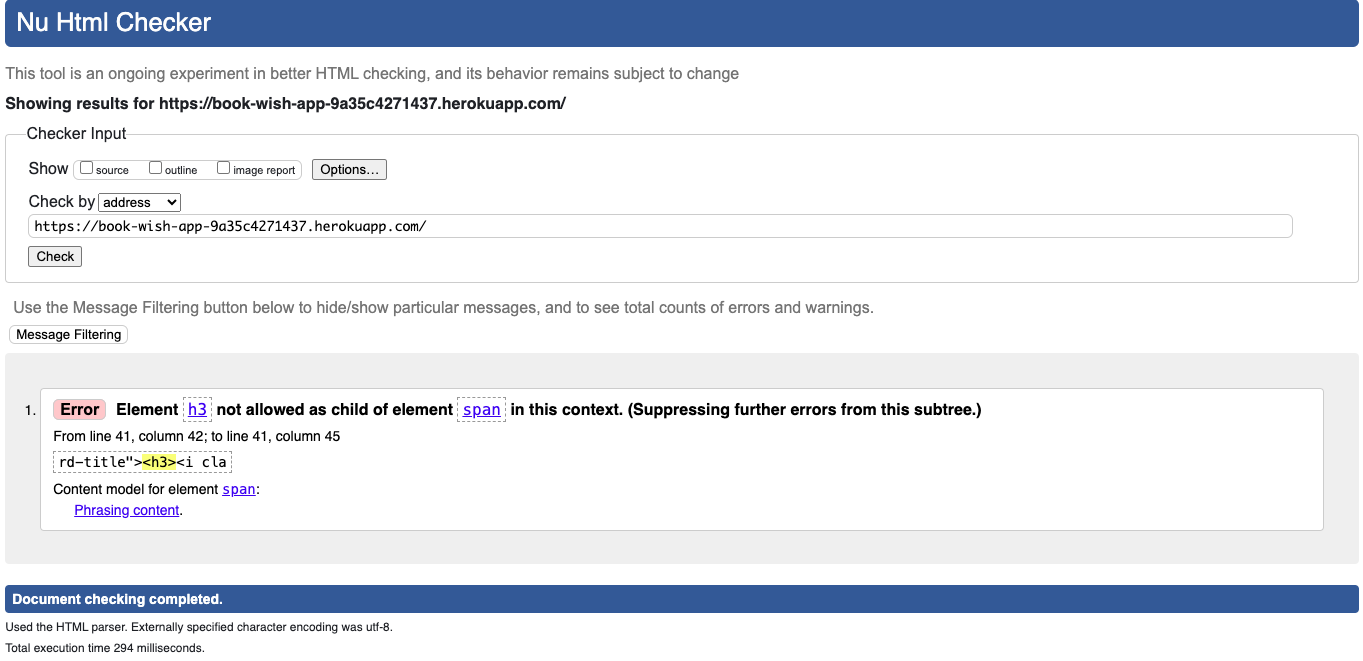 Nu Html Checker
This tool is an ongoing experiment in better HTML checking, and its behavior remains subject to change
Showing results for https://book-wish-app-9a35c4271437.herokuapp.com/
Checker Input
Show source outline image report Options...
Check by address
https://book-wish-app-9a35c4271437.herokuapp.com/
Check
Use the Message Filtering button below to hide/show particular messages, and to see total counts of errors and warnings.
Message Filtering
1. Error Element h3 not allowed as child of element span in this context. (Suppressing further errors from this subtree.)
From line 41, column 42; to line 41, column 45
rd-title"><h3><i cla
Content model for element span:
Phrasing content.
Document checking completed.
Used the HTML parser. Externally specified character encoding was utf-8.
Total execution time 294 milliseconds.